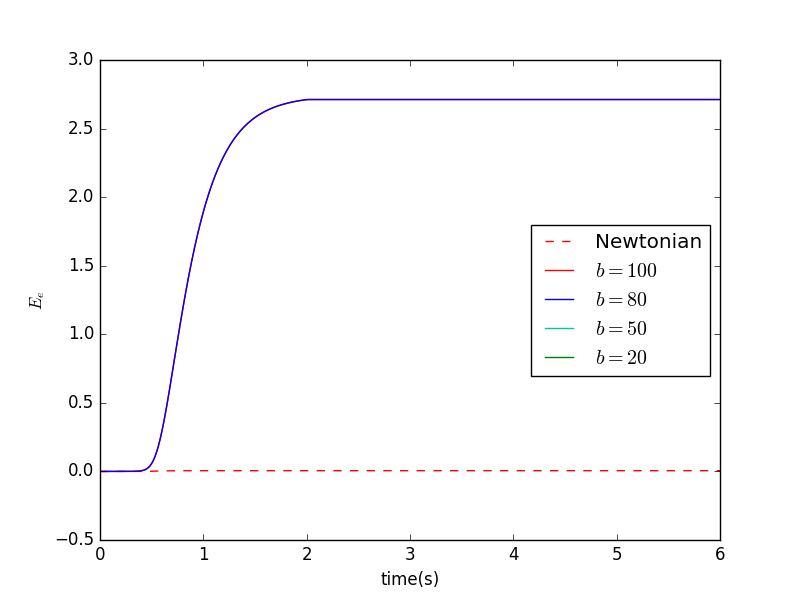 3.0
2.5
2.0
1.5
1.0
0.5
0.0
−0.5
E_e
Newtonian
b = 100
b = 80
b = 50
b = 20
0 1 2 3 4 5 6
time(s)